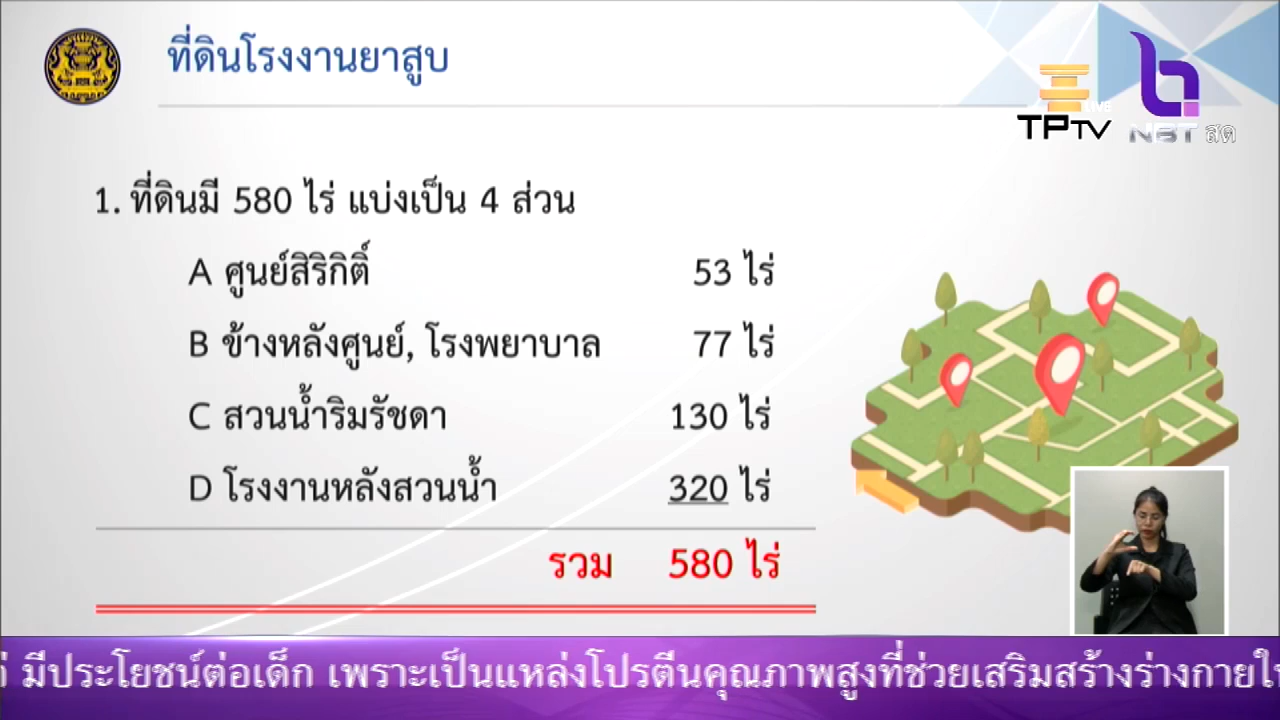 ที่ดินโรงงานยาสูบ
LIVE
TPTV
NBT สด
1. ที่ดินมี 580 ไร่ แบ่งเป็น 4 ส่วน
A ศูนย์สิริกิติ์ 53 ไร่
B ข้างหลังศูนย์, โรงพยาบาล 77 ไร่
C สวนน้ำริมรัชดา 130 ไร่
D โรงงานหลังสวนน้ำ 320 ไร่
รวม 580 ไร่
มีประโยชน์ต่อเด็ก เพราะเป็นแหล่งโปรตีนคุณภาพสูงที่ช่วยเสริมสร้างร่างกาย